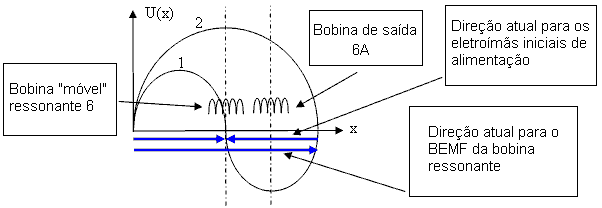 U(x)
2
1
x
Bobina de saída
6A
Direção atual para os
eletroímãs iniciais de
alimentação
Bobina "móvel"
ressonante 6
Direção atual para o
BEMF da bobina
ressonante